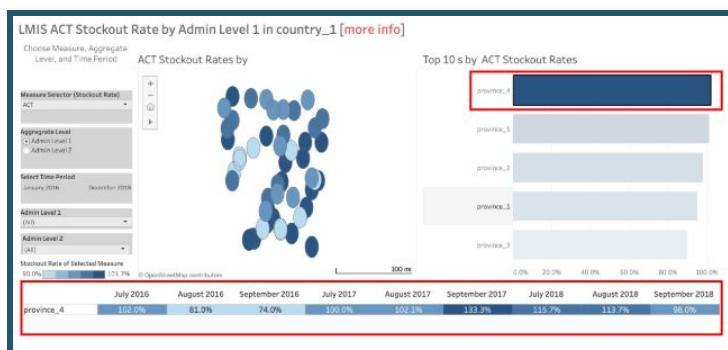 LMIS ACT Stockout Rate by Admin Level 1 in country_1 [more info]
Choose Measure, Aggregate
Level, and Time Period
ACT Stockout Rates by
Top 10 s by ACT Stockout Rates
Measure Selector (Stockout Rate)
ACT
Aggregate Level
Admin Level 1
Admin Level 2
Select Time Period
January 2016 December 2018
Admin Level 1
(All)
Admin Level 2
(All)
Stockout Rate of Selected Measure
90.0% 101.7%
© OpenStreetMap contributors
100 mi
province_4
province_5
province_2
province_1
province_3
0.0% 20.0% 40.0% 60.0% 80.0% 100.0%
July 2016 August 2016 September 2016 July 2017 August 2017 September 2017 July 2018 August 2018 September 2018
province_4 102.0% 81.0% 74.0% 100.0% 102.1% 133.3% 115.7% 113.7% 98.0%